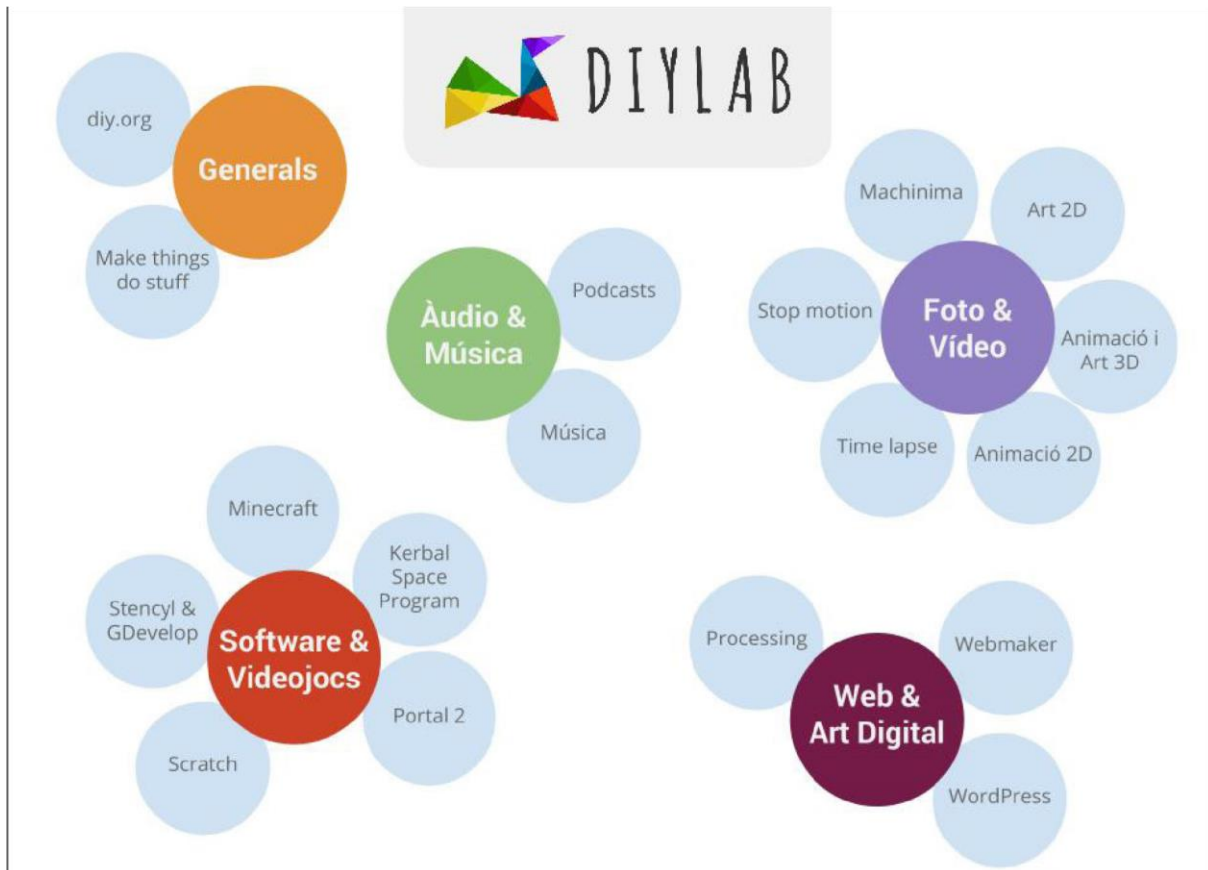 DIYLAB
diy.org
Generals
Make things
do stuff
Àudio &
Música
Podcasts
Música
Machinima
Art 2D
Stop motion
Foto &
Vídeo
Animació i
Art 3D
Time lapse
Animació 2D
Minecraft
Kerbal
Space
Program
Stencyl &
GDevelop
Software &
Videojocs
Portal 2
Scratch
Processing
Webmaker
Web &
Art Digital
WordPress